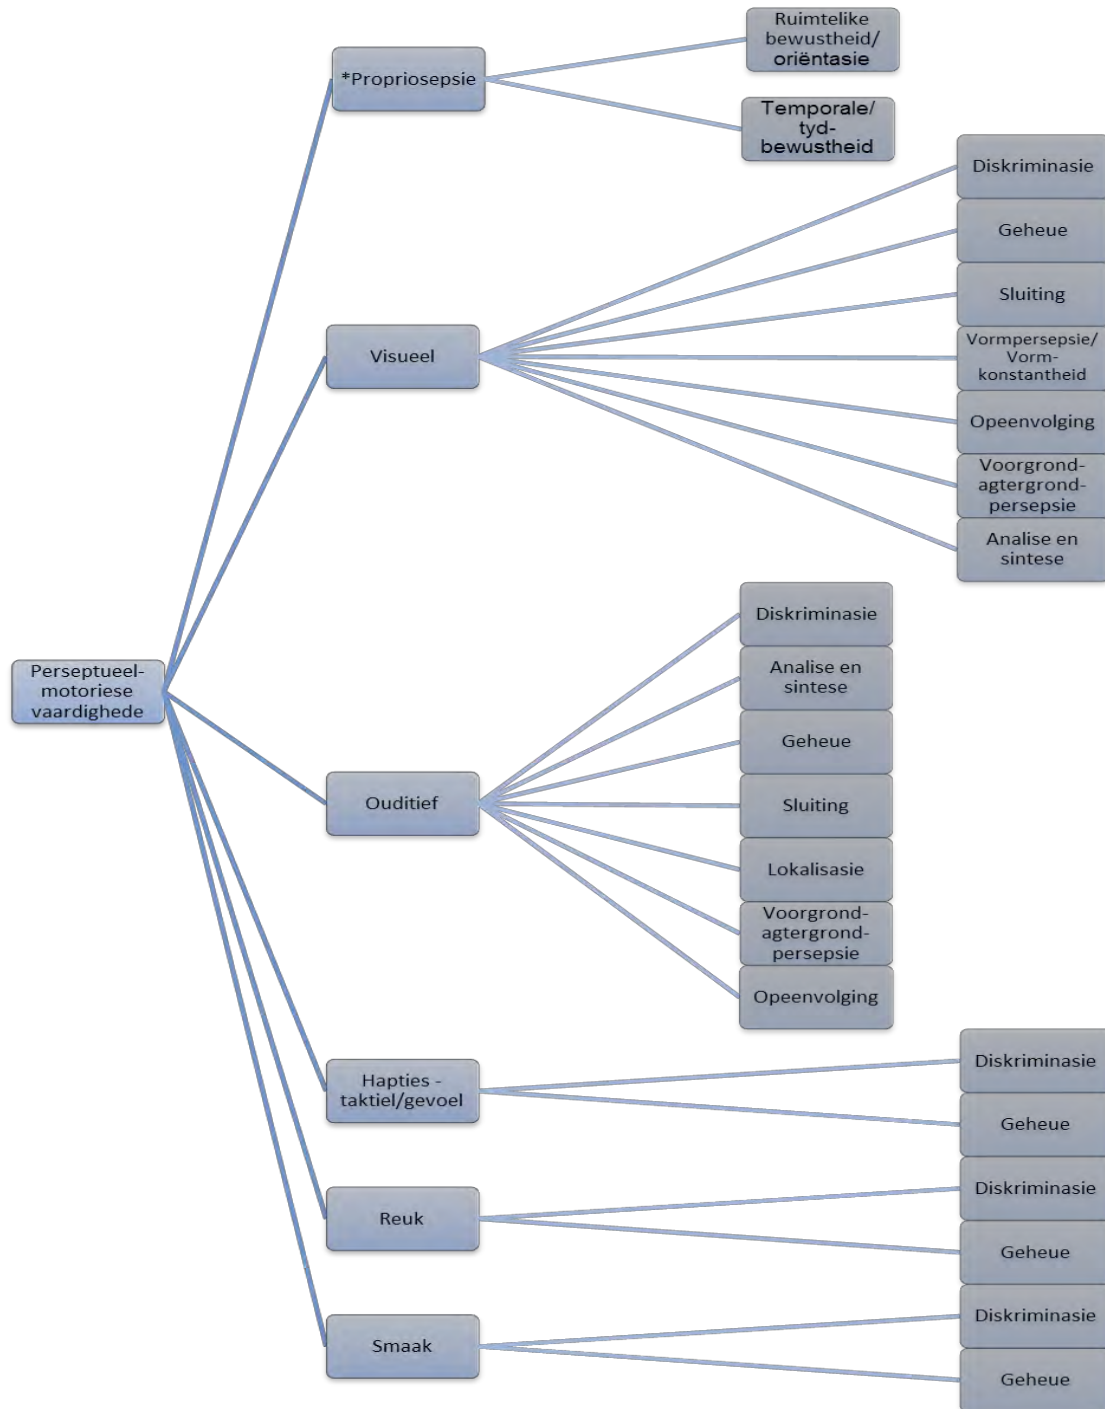 Perseptueel-
motoriese
vaardighede
*Propriosepsie
Ruimtelike
bewustheid/
oriëntasie
Temporale/
tyd-
bewustheid
Visueel
Diskriminasie
Geheue
Sluiting
Vormpersepsie/
Vorm-
konstantheid
Opeenvolging
Voorgrond-
agtergrond-
persepsie
Analise en
sintese
Ouditief
Diskriminasie
Analise en
sintese
Geheue
Sluiting
Lokalisasie
Voorgrond-
agtergrond-
persepsie
Opeenvolging
Hapties -
taktiel/gevoel
Diskriminasie
Geheue
Reuk
Diskriminasie
Geheue
Smaak
Diskriminasie
Geheue